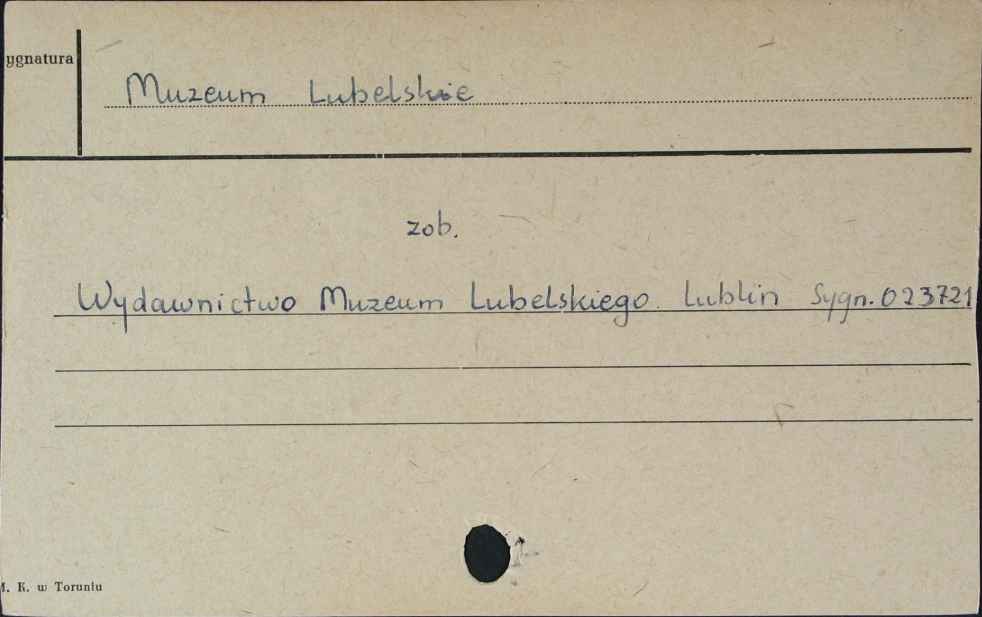 ygnatura
Muzeum Lubelskie
zob.
Wydawnictwo Muzeum Lubelskiego. Lublin Sygn. 023721
M. K. w Toruniu